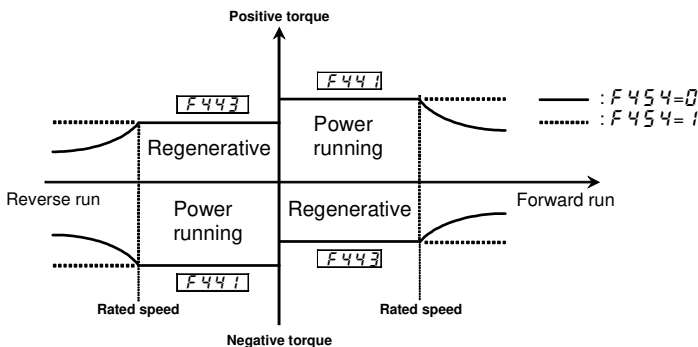 Positive torque
F441
F443
: F454=0
: F454=1
Power
running
Regenerative
Reverse run
Forward run
Power
running
Regenerative
F443
F441
Rated speed
Rated speed
Negative torque